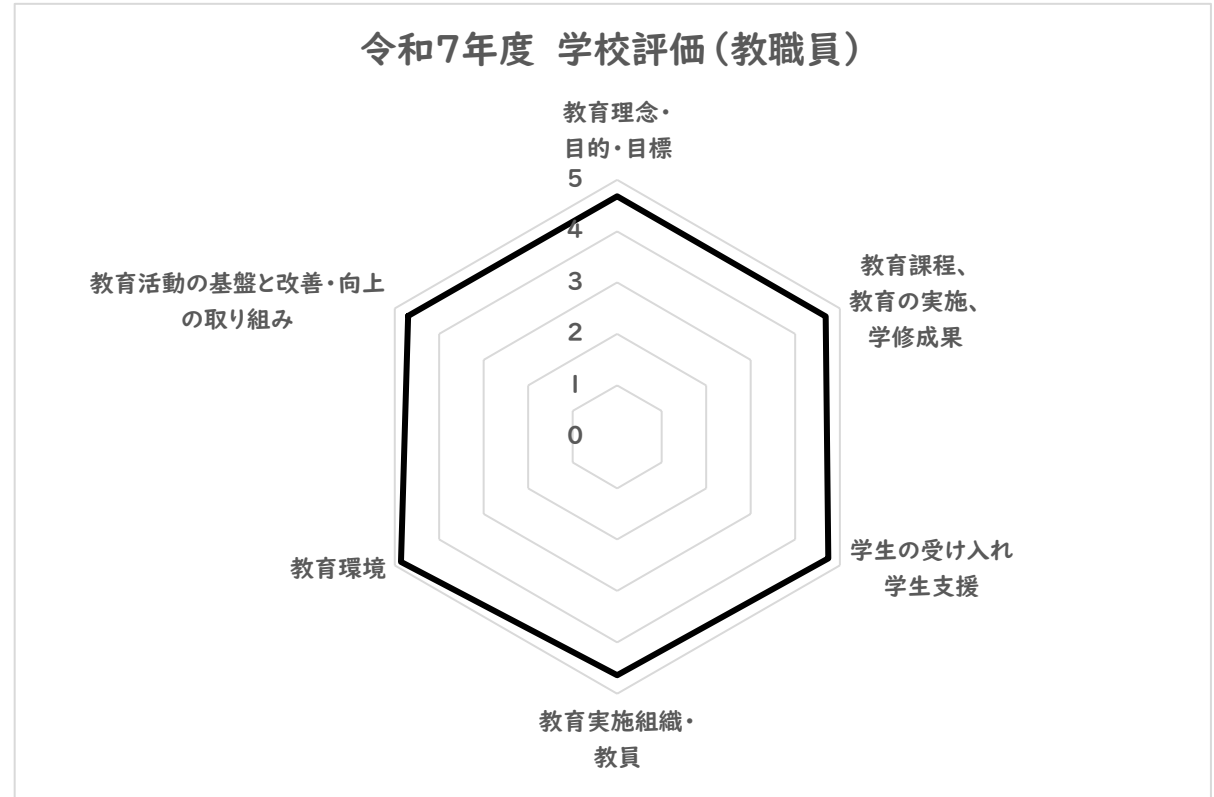 令和7年度 学校評価（教職員）
教育理念・
目的・目標
5
4
3
2
1
0
教育課程、
教育の実施、
学修成果
学生の受け入れ
学生支援
教育実施組織・
教員
教育環境
教育活動の基盤と改善・向上
の取り組み